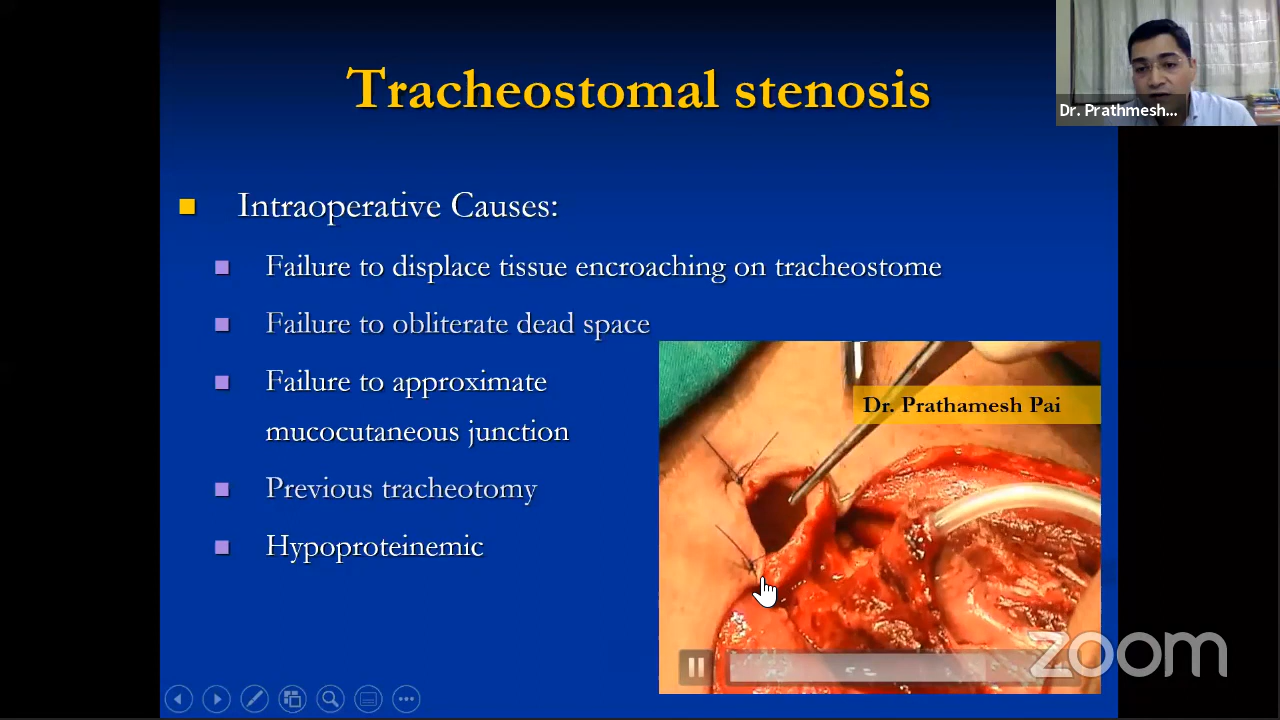 Tracheostomal stenosis
Dr. Prathmesh...
Intraoperative Causes:
Failure to displace tissue encroaching on tracheostome
Failure to obliterate dead space
Failure to approximate
mucocutaneous junction
Previous tracheotomy
Hypoproteinemic
Dr. Prathamesh Pai
zoom